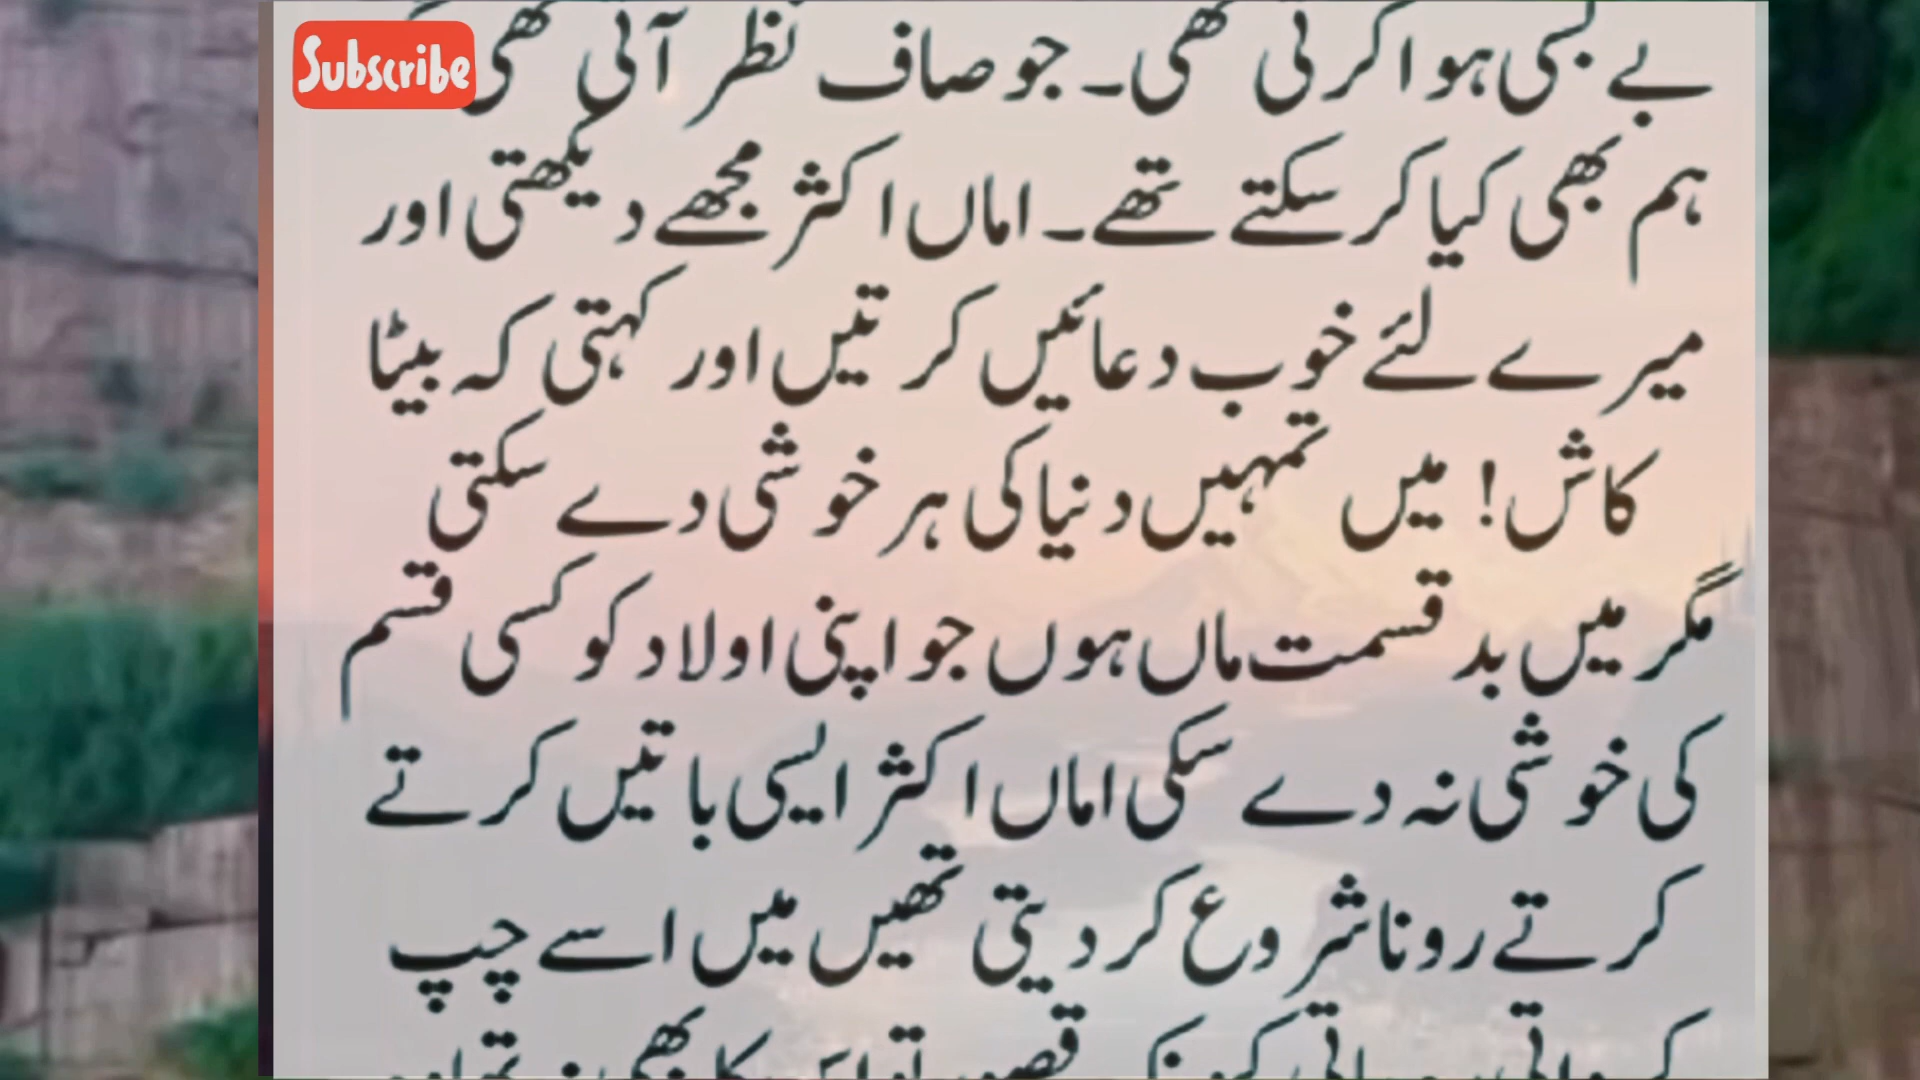 Subscribe
بے بسی ہوا کرتی تھی۔ جو صاف نظر آتی تھی
ہم بھی کیا کر سکتے تھے۔ اماں اکثر مجھے دیکھتی اور
میرے لئے خوب دعائیں کرتیں اور کہتی کہ بیٹا
کاش! میں تمہیں دنیا کی ہر خوشی دے سکتی
مگر میں بد قسمت ماں ہوں جو اپنی اولاد کو کسی قسم
کی خوشی نہ دے سکی اماں اکثر ایسی باتیں کرتے
کرتے رونا شروع کر دیتی تھیں میں اسے چپ